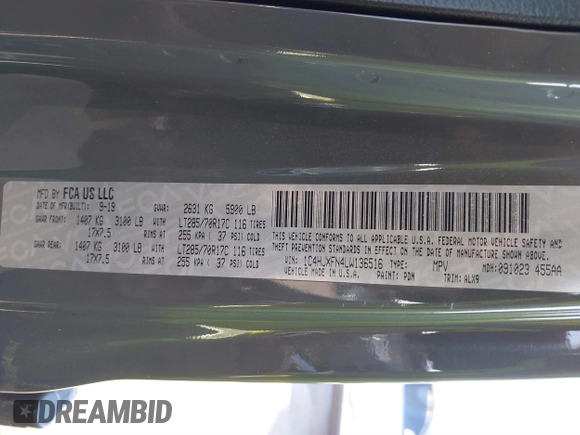 MFD BY FCA US LLC
DATE OF MFR(BUILT): 9-19 GVWR: 2631 KG 5900 LB
GAWR FRONT: 1407 KG 3100 LB WITH LT285/70R17C 116 TIRES
17X7.5 RIMS AT 255 KPA ( 37 PSI) COLD
GAWR REAR: 1407 KG 3100 LB WITH LT285/70R17C 116 TIRES
17X7.5 RIMS AT 255 KPA ( 37 PSI) COLD
THIS VEHICLE CONFORMS TO ALL APPLICABLE U.S.A. FEDERAL MOTOR VEHICLE SAFETY AND
THEFT PREVENTION STANDARDS IN EFFECT ON THE DATE OF MANUFACTURE SHOWN ABOVE.
VEHICLE MADE IN U.S.A.
VIN: 1C4HJXFN4LW136516 TYPE: MPV MDH:091023 455AA
PAINT: PDN TRIM: ALX9
DREAMBID